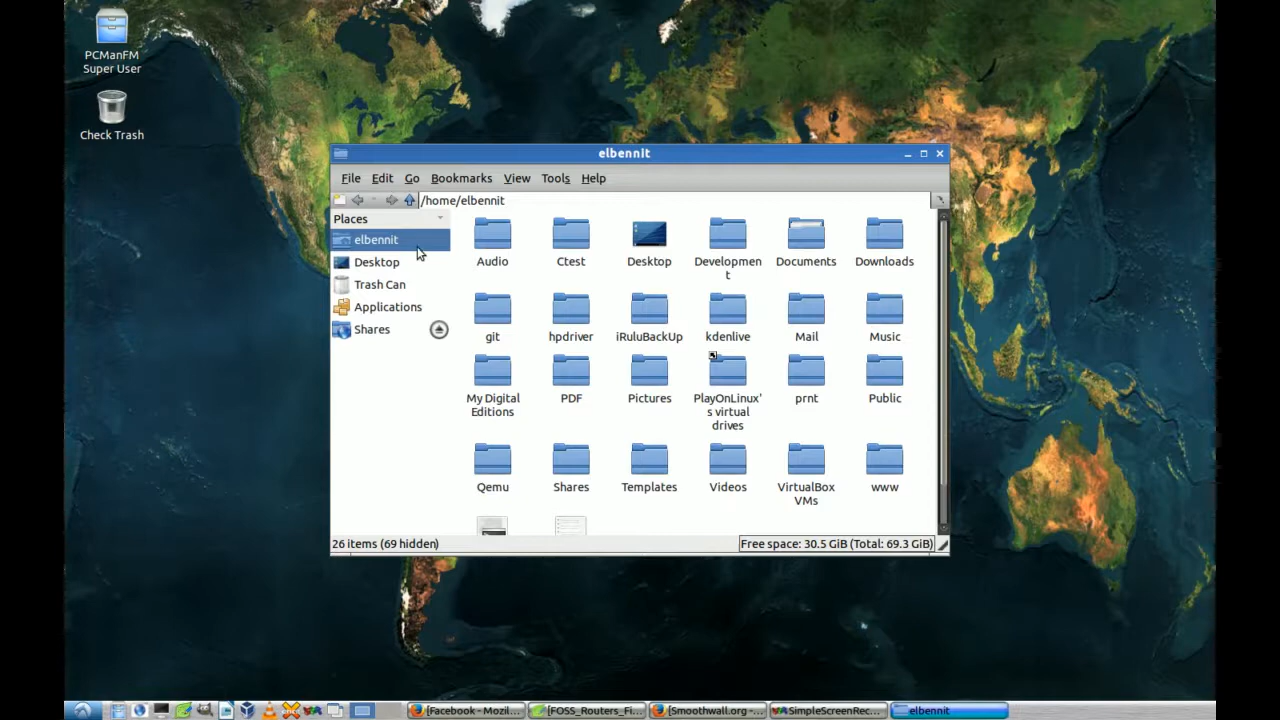 PCManFM
Super User
Check Trash
elbennit
File Edit Go Bookmarks View Tools Help
/home/elbennit
Places
elbennit
Desktop
Trash Can
Applications
Shares
Audio
Ctest
Desktop
Developmen
t
Documents
Downloads
git
hpdriver
iRuluBackUp
kdenlive
Mail
Music
My Digital
Editions
PDF
Pictures
PlayOnLinux's
virtual
drives
prnt
Public
Qemu
Shares
Templates
Videos
VirtualBox
VMs
www
26 items (69 hidden)
Free space: 30.5 GiB (Total: 69.3 GiB)
[Facebook - Mozil...
[FOSS_Routers_Fi...
[Smoothwall.org -...
SimpleScreenRec...
elbennit